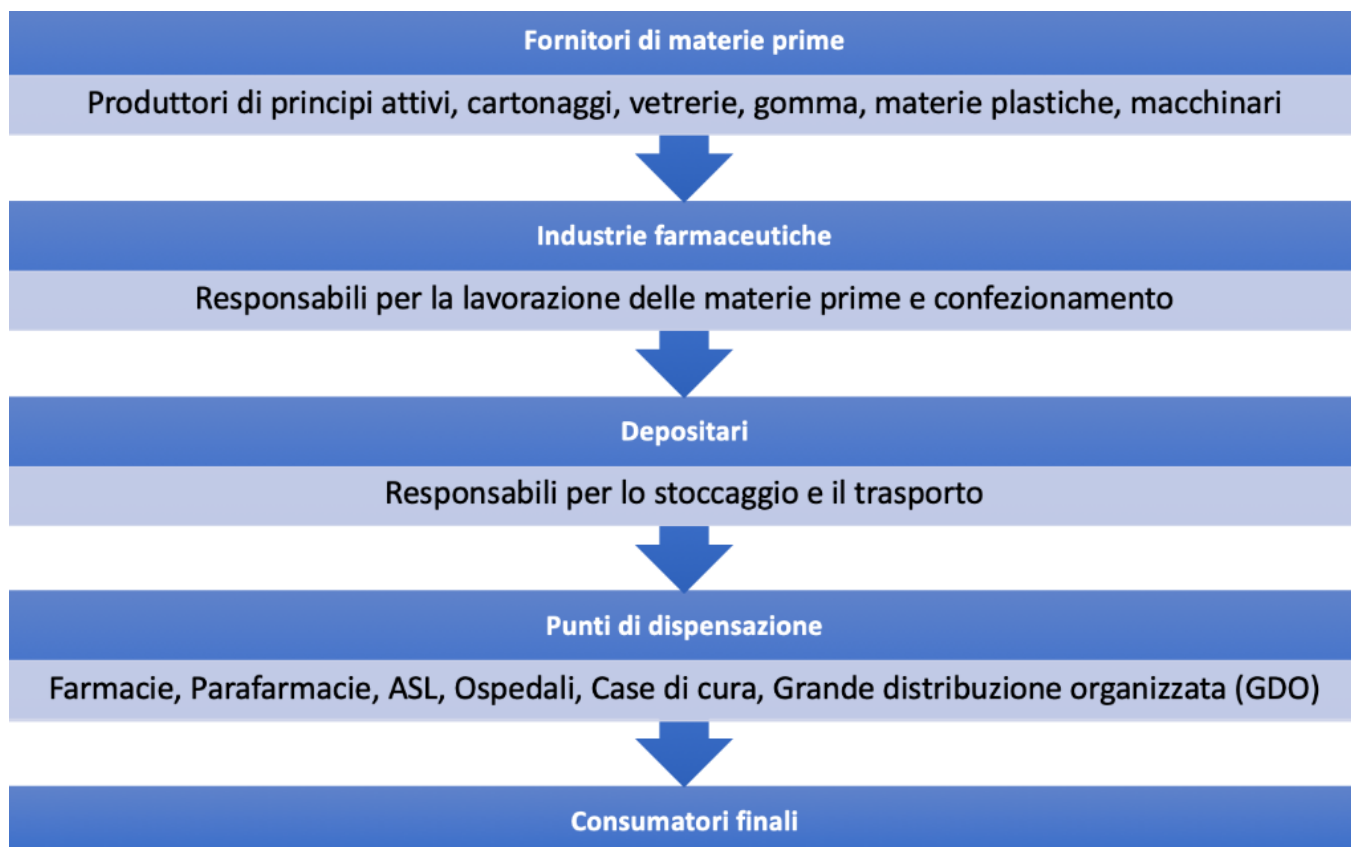 Fornitori di materie prime
Produttori di principi attivi, cartonaggi, vetrerie, gomma, materie plastiche, macchinari
Industrie farmaceutiche
Responsabili per la lavorazione delle materie prime e confezionamento
Depositari
Responsabili per lo stoccaggio e il trasporto
Punti di dispensazione
Farmacie, Parafarmacie, ASL, Ospedali, Case di cura, Grande distribuzione organizzata (GDO)
Consumatori finali